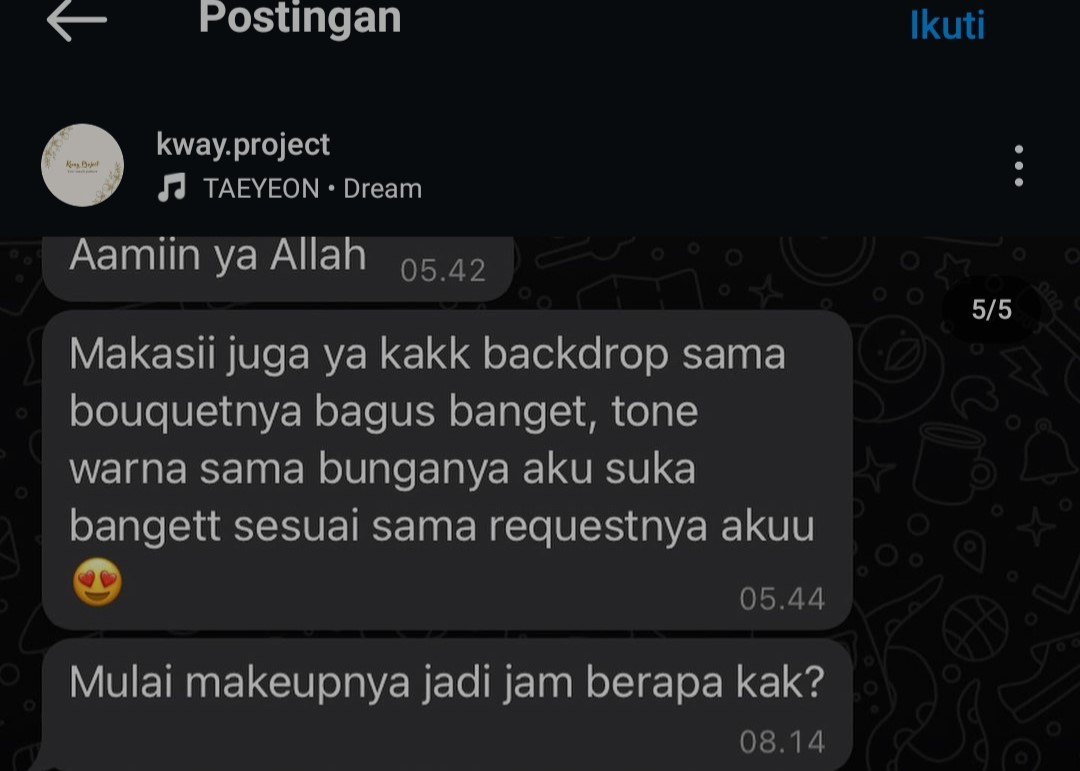 Postingan
Ikuti
kway.project
TAEYEON • Dream
Aamiin ya Allah 05.42
5/5
Makasii juga ya kakk backdrop sama
bouquetnya bagus banget, tone
warna sama bunganya aku suka
bangett sesuai sama requestnya akuu
😍
05.44
Mulai makeupnya jadi jam berapa kak?
08.14